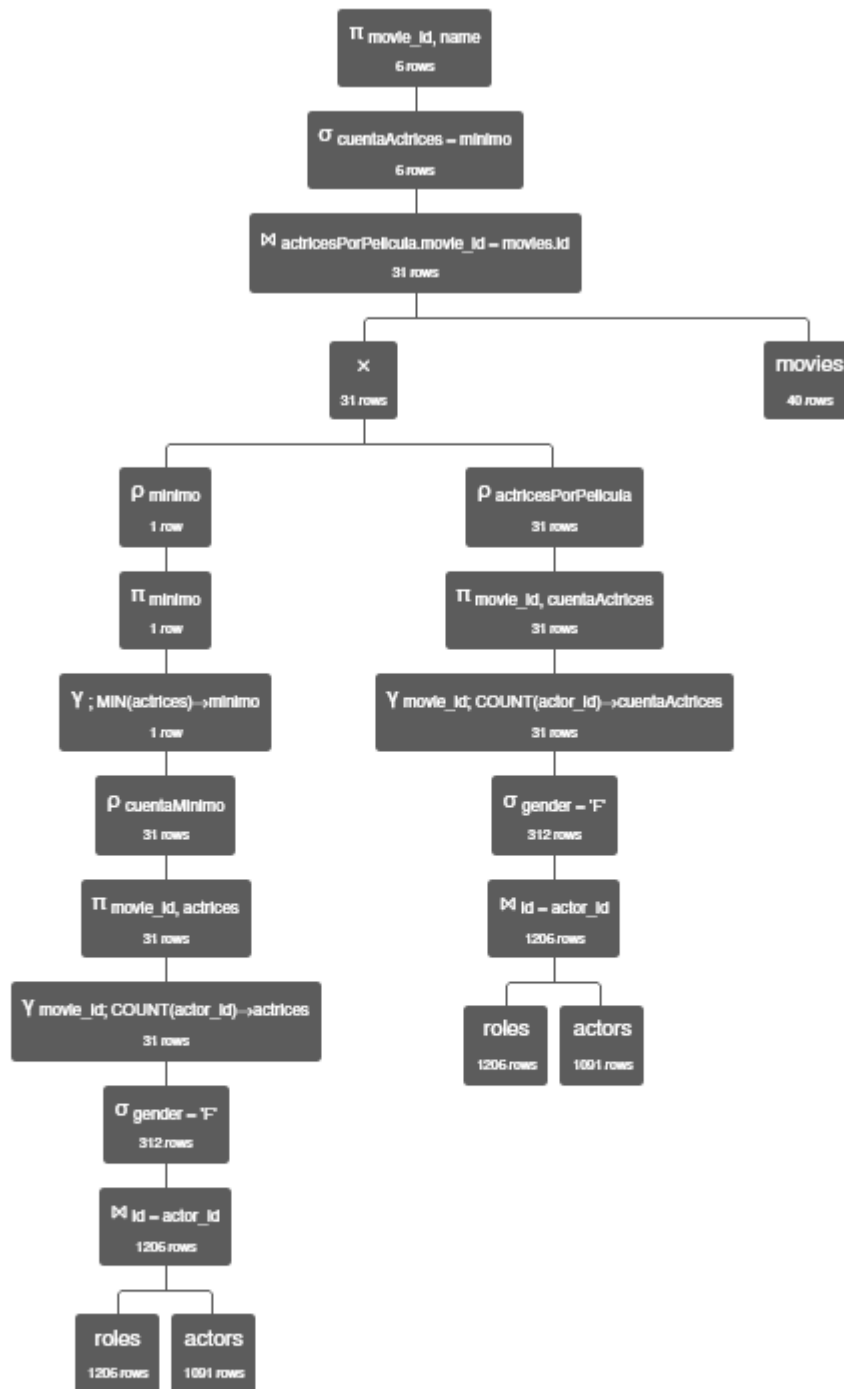 π movie_id, name
6 rows
σ cuentaActrices = minimo
6 rows
⋈ actricesPorPelicula.movie_id = movies.id
31 rows
×
31 rows
movies
40 rows
ρ minimo
1 row
ρ actricesPorPelicula
31 rows
π minimo
1 row
π movie_id, cuentaActrices
31 rows
γ ; MIN(actrices)→minimo
1 row
γ movie_id; COUNT(actor_id)→cuentaActrices
31 rows
ρ cuentaMinimo
31 rows
σ gender = 'F'
312 rows
π movie_id, actrices
31 rows
⋈ id = actor_id
1206 rows
γ movie_id; COUNT(actor_id)→actrices
31 rows
roles
1206 rows
actors
1091 rows
σ gender = 'F'
312 rows
⋈ id = actor_id
1206 rows
roles
1206 rows
actors
1091 rows